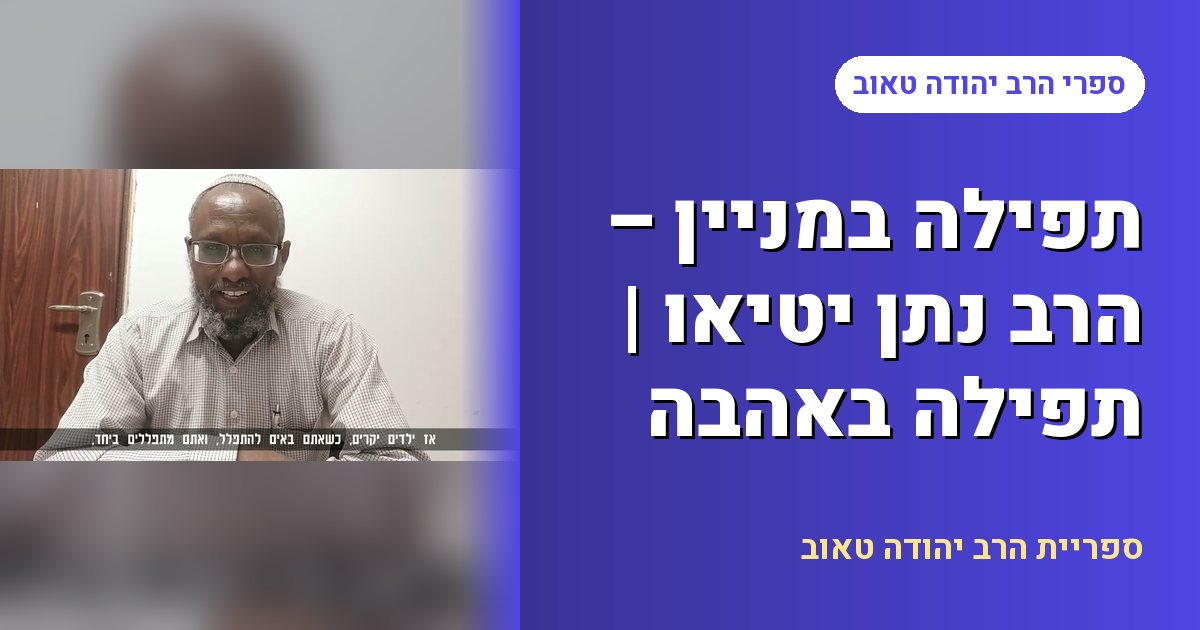 ספרי הרב יהודה טאוב
תפילה במניין –
הרב נתן יטיאו |
תפילה באהבה
ספריית הרב יהודה טאוב
אז ילדים יקרים, כשאתם באים להתפלל, ואתם מתפללים ביחד,